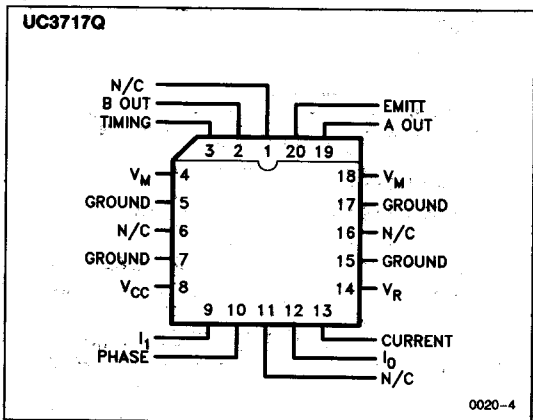 UC3717Q
N/C
B OUT
TIMING
EMITT
A OUT
3 2 1 20 19
V_M 4
GROUND 5
N/C 6
GROUND 7
V_CC 8
18 V_M
17 GROUND
16 N/C
15 GROUND
14 V_R
9 10 11 12 13
I_1
PHASE
CURRENT
I_0
N/C
0020-4